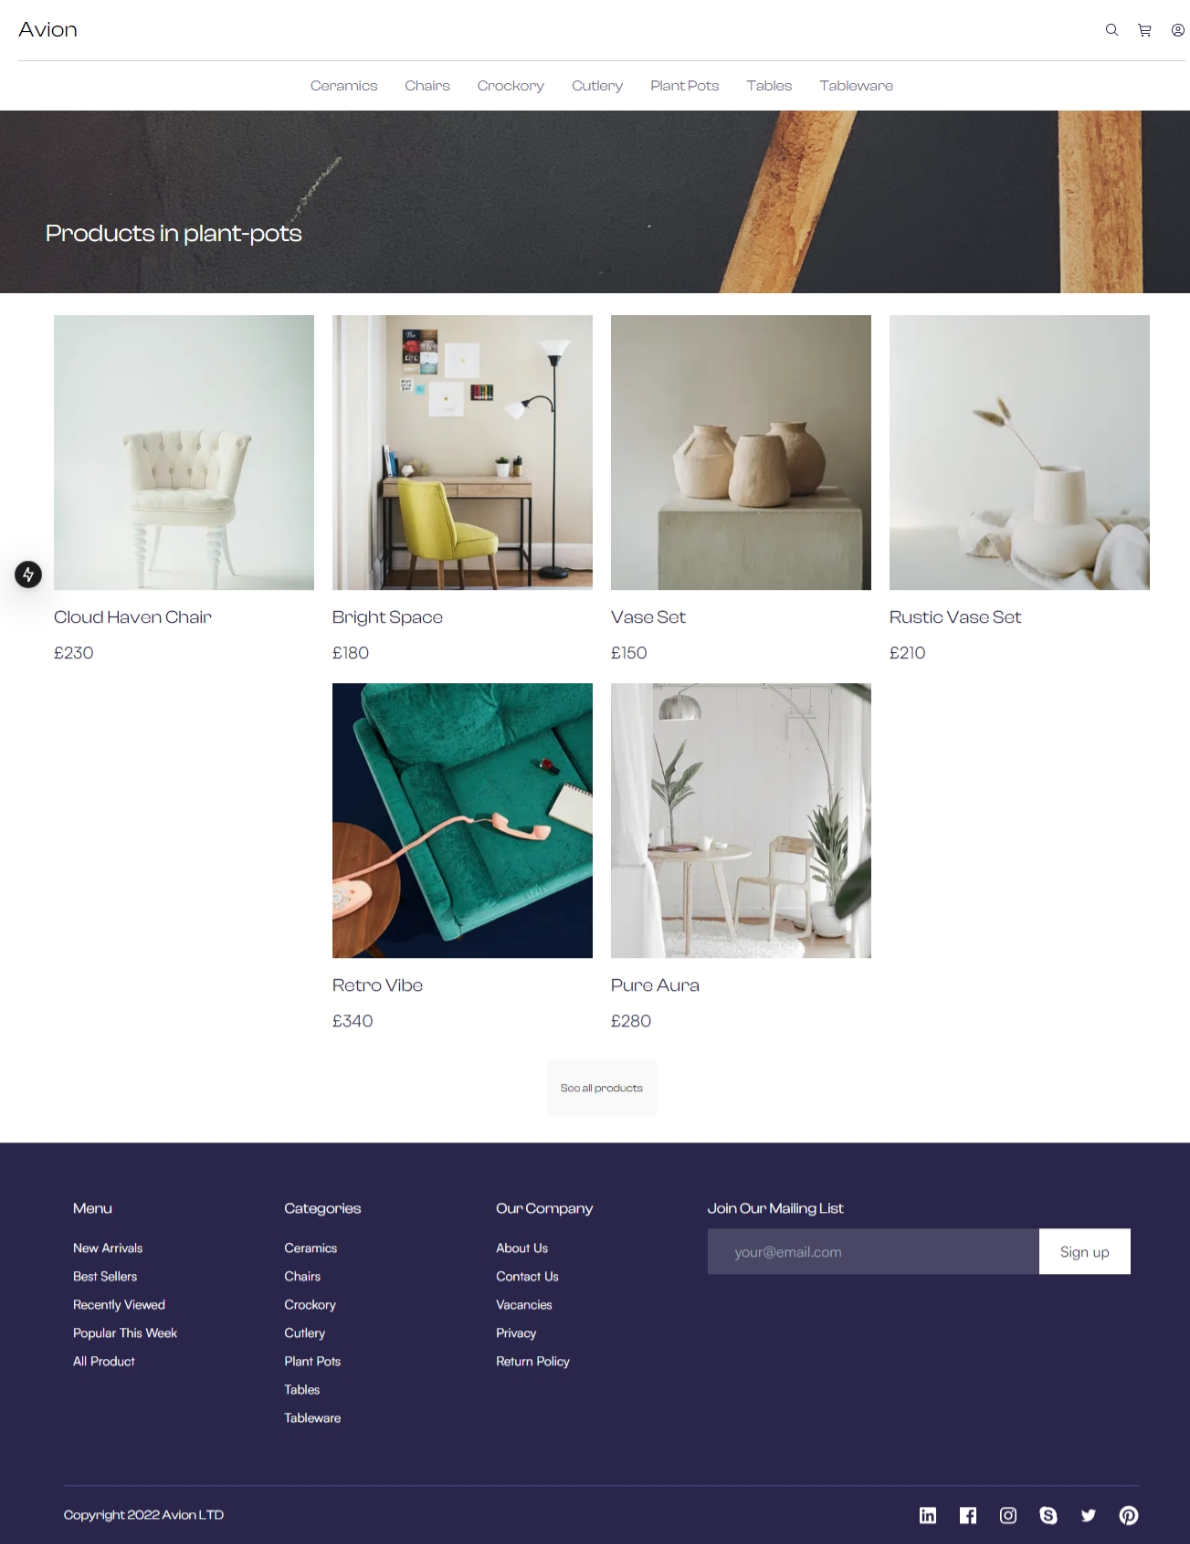 Avion
Ceramics Chairs Crockory Cutlery Plant Pots Tables Tableware
Products in plant-pots
Cloud Haven Chair
£230
Bright Space
£180
Vase Set
£150
Rustic Vase Set
£210
Retro Vibe
£340
Pure Aura
£280
See all products
Menu
New Arrivals
Best Sellers
Recently Viewed
Popular This Week
All Product
Categories
Ceramics
Chairs
Crockory
Cutlery
Plant Pots
Tables
Tableware
Our Company
About Us
Contact Us
Vacancies
Privacy
Return Policy
Join Our Mailing List
your@email.com Sign up
Copyright 2022 Avion LTD